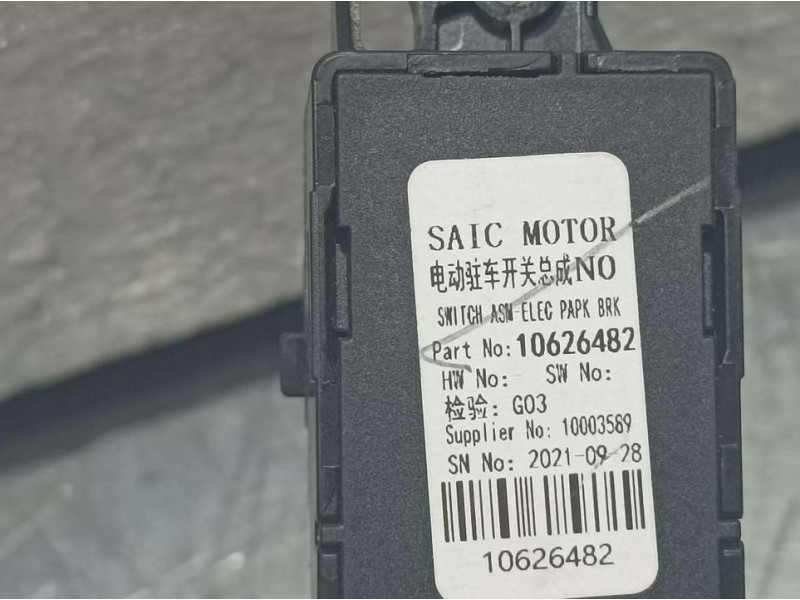 SAIC MOTOR
电动驻车开关总成NO
SWITCH ASM-ELEC PAPK BRK
Part No: 10626482
HW No: SW No:
检验: G03
Supplier No: 10003589
SN No: 2021-09-28
10626482